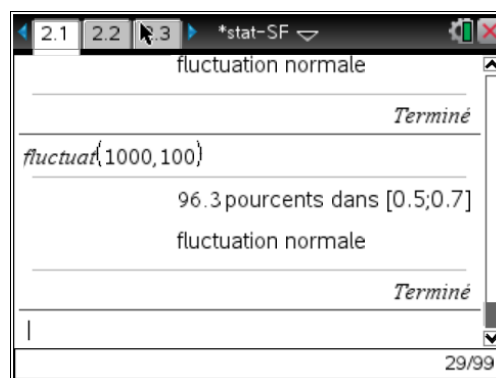 2.1 2.2 2.3 *stat-SF
fluctuation normale
Terminé
fluctuat(1000,100)
96.3 pourcents dans [0.5;0.7]
fluctuation normale
Terminé
29/99